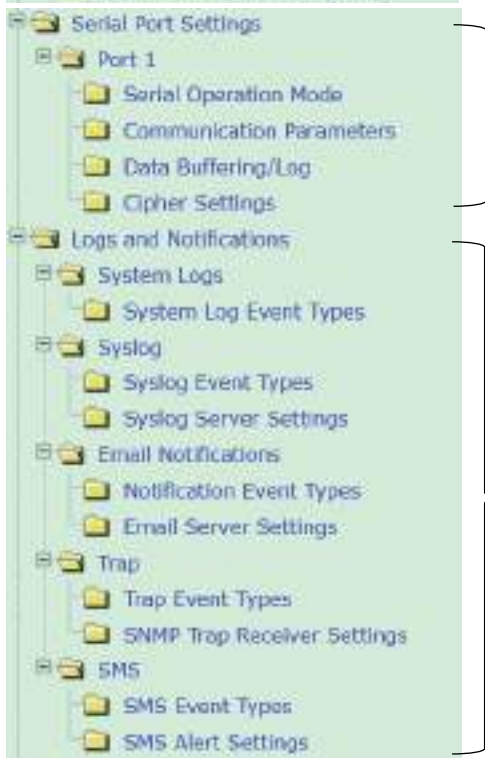 Serial Port Settings
Port 1
Serial Operation Mode
Communication Parameters
Data Buffering/Log
Cipher Settings
Logs and Notifications
System Logs
System Log Event Types
Syslog
Syslog Event Types
Syslog Server Settings
Email Notifications
Notification Event Types
Email Server Settings
Trap
Trap Event Types
SNMP Trap Receiver Settings
SMS
SMS Event Types
SMS Alert Settings